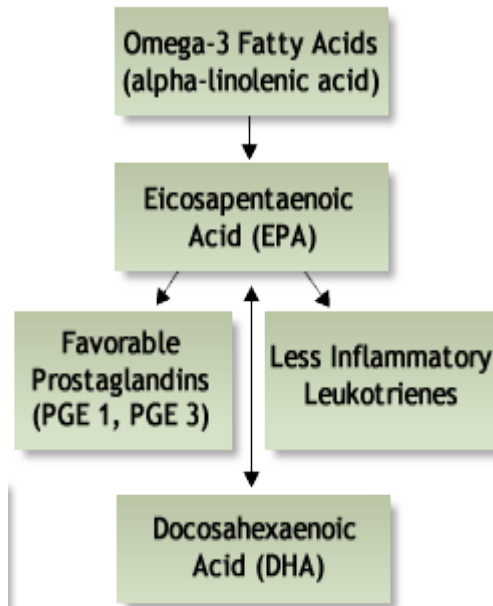 Omega-3 Fatty Acids
(alpha-linolenic acid)
Eicosapentaenoic
Acid (EPA)
Favorable
Prostaglandins
(PGE 1, PGE 3)
Less Inflammatory
Leukotrienes
Docosahexaenoic
Acid (DHA)